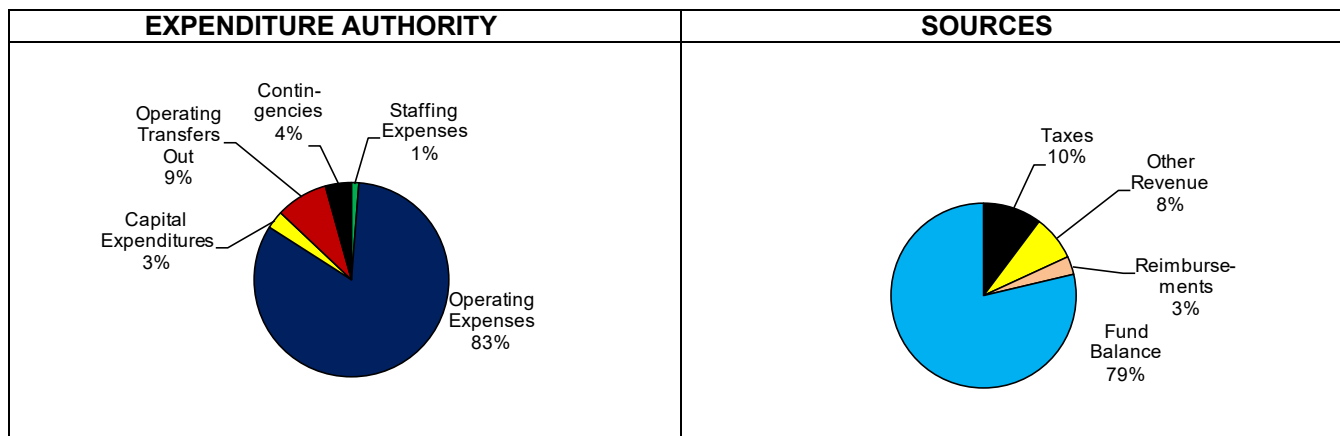 EXPENDITURE AUTHORITY
Contin-
gencies
4%
Staffing
Expenses
1%
Operating
Transfers
Out
9%
Capital
Expenditures
3%
Operating
Expenses
83%
SOURCES
Taxes
10%
Other
Revenue
8%
Reimburse-
ments
3%
Fund
Balance
79%